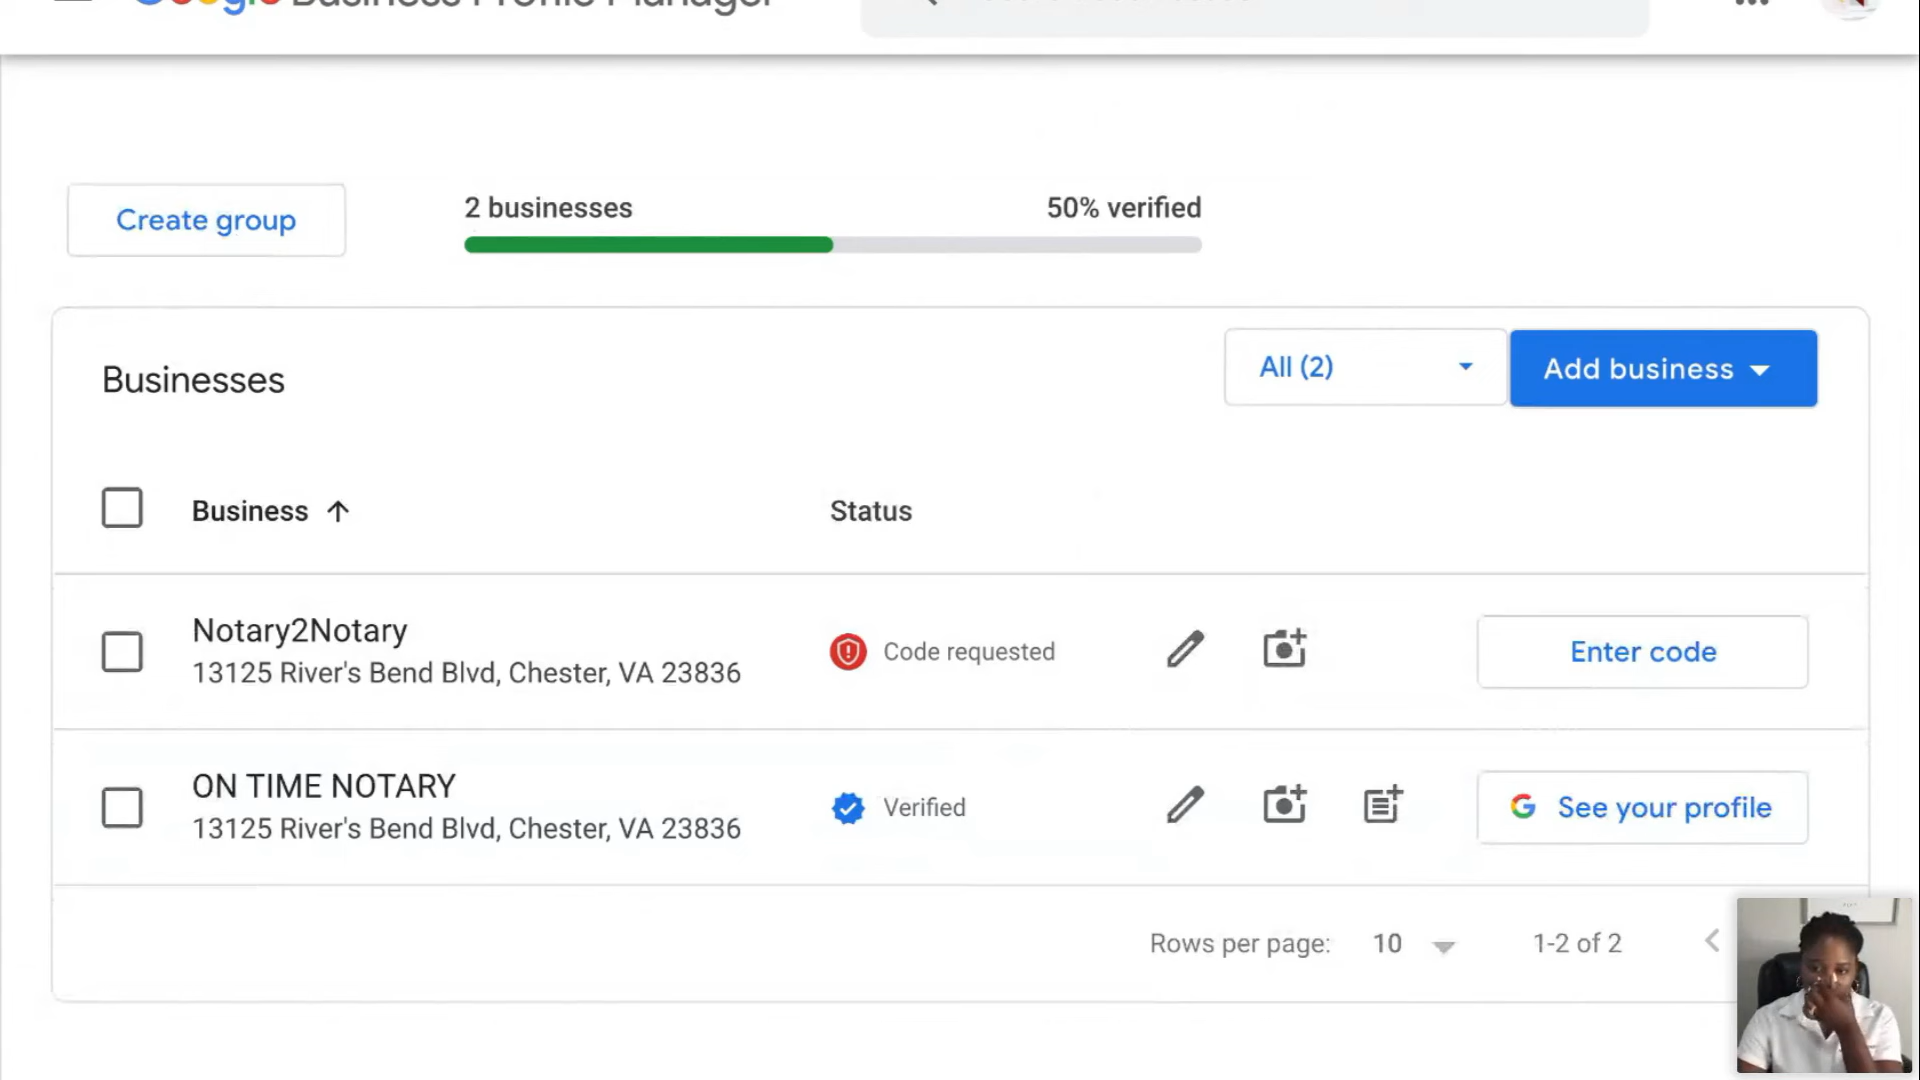 Google Business Profile Manager
Create group
2 businesses
50% verified
Businesses
All (2)
Add business
Business
Status
Notary2Notary
13125 River's Bend Blvd, Chester, VA 23836
Code requested
Enter code
ON TIME NOTARY
13125 River's Bend Blvd, Chester, VA 23836
Verified
See your profile
Rows per page:
10
1-2 of 2